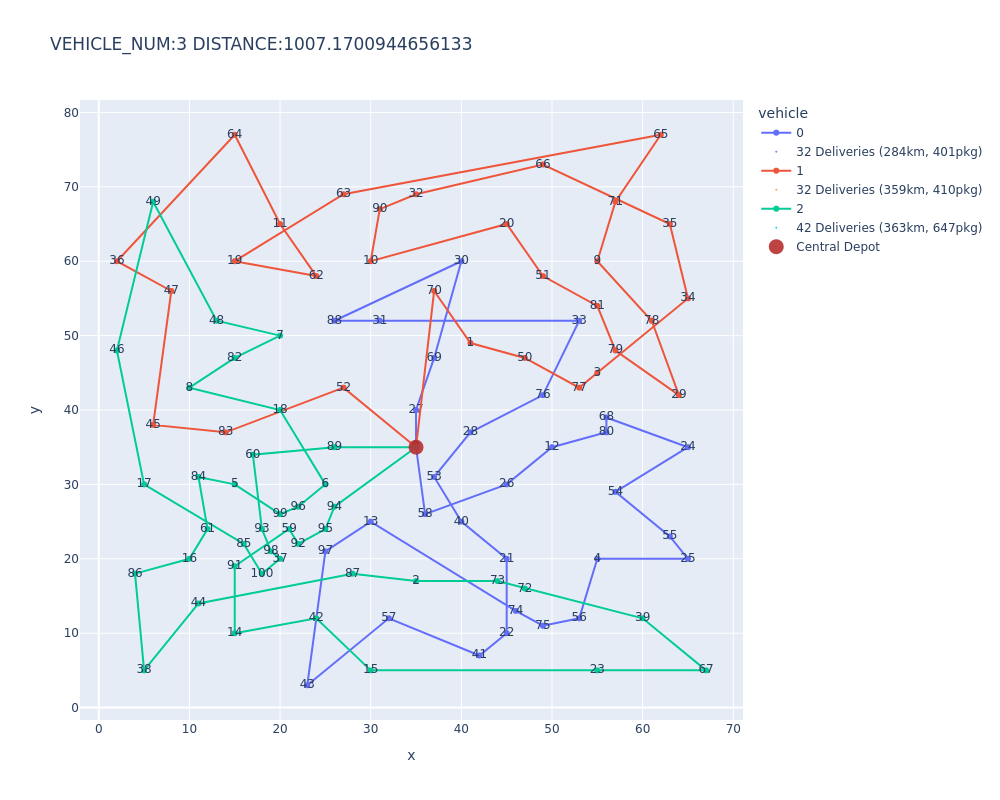 VEHICLE_NUM:3 DISTANCE:1007.1700944656133
vehicle
0
32 Deliveries (284km, 401pkg)
1
32 Deliveries (359km, 410pkg)
2
42 Deliveries (363km, 647pkg)
Central Depot
80
70
60
50
40
30
20
10
0
y
64 65
66
63 32
49 90 71
11 20 35
36 19 10 30 9
62 51
47 70 34
81
48 88 31 33 78
7
46 82 69 1 50 79
3
8 52 77 29
76
18 27
68
45 83 28 80
60 89 12 24
84 53
17 5 6 26 54
96 94
99 58
13 40
61 93 59 95
85 92 55
98 97
16 91 37 21 4 25
86 100 87
2 73
72
44
74
42 57 75 56 39
14 22
41
38 15 23 67
43
0 10 20 30 40 50 60 70
x